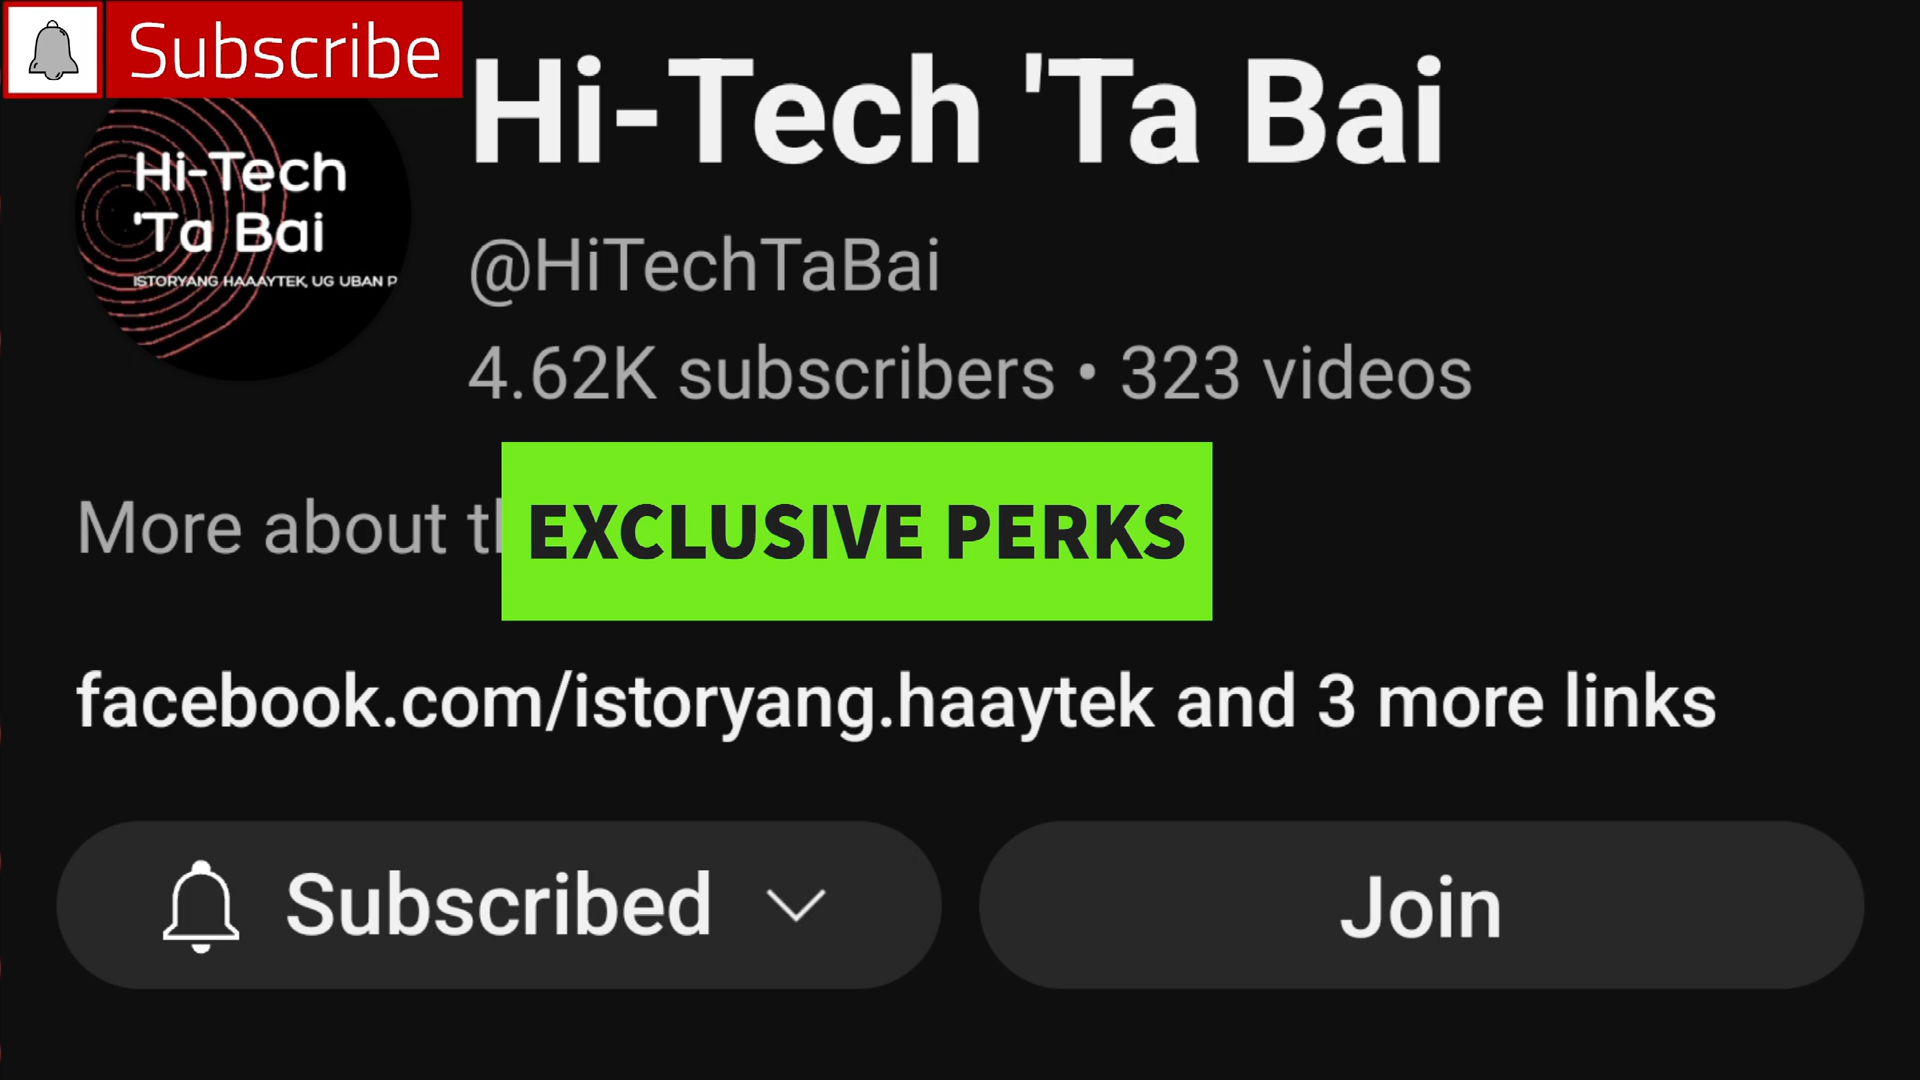 Subscribe
Hi-Tech 'Ta Bai
Hi-Tech
'Ta Bai
ISTORYANG HAAAYTEK, UG UBAN P
@HiTechTaBai
4.62K subscribers • 323 videos
More about t
EXCLUSIVE PERKS
facebook.com/istoryang.haaytek and 3 more links
Subscribed
Join